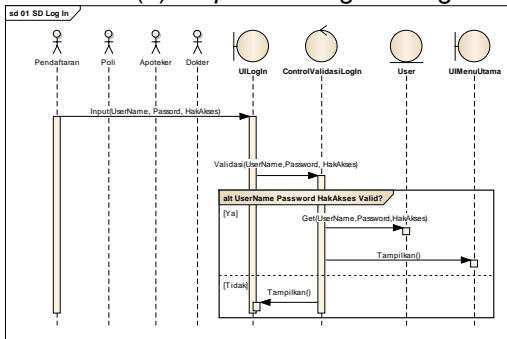 sd 01 SD Log In
Pendaftaran
Poli
Apoteker
Dokter
UILogIn
ControlValidasiLogIn
User
UIMenuUtama
Input(UserName, Passord, HakAkses)
Validasi(UserName,Password, HakAkses)
alt UserName Password HakAkses Valid?
[Ya]
Get(UserName,Password,HakAkses)
Tampilkan()
[Tidak]
Tampilkan()